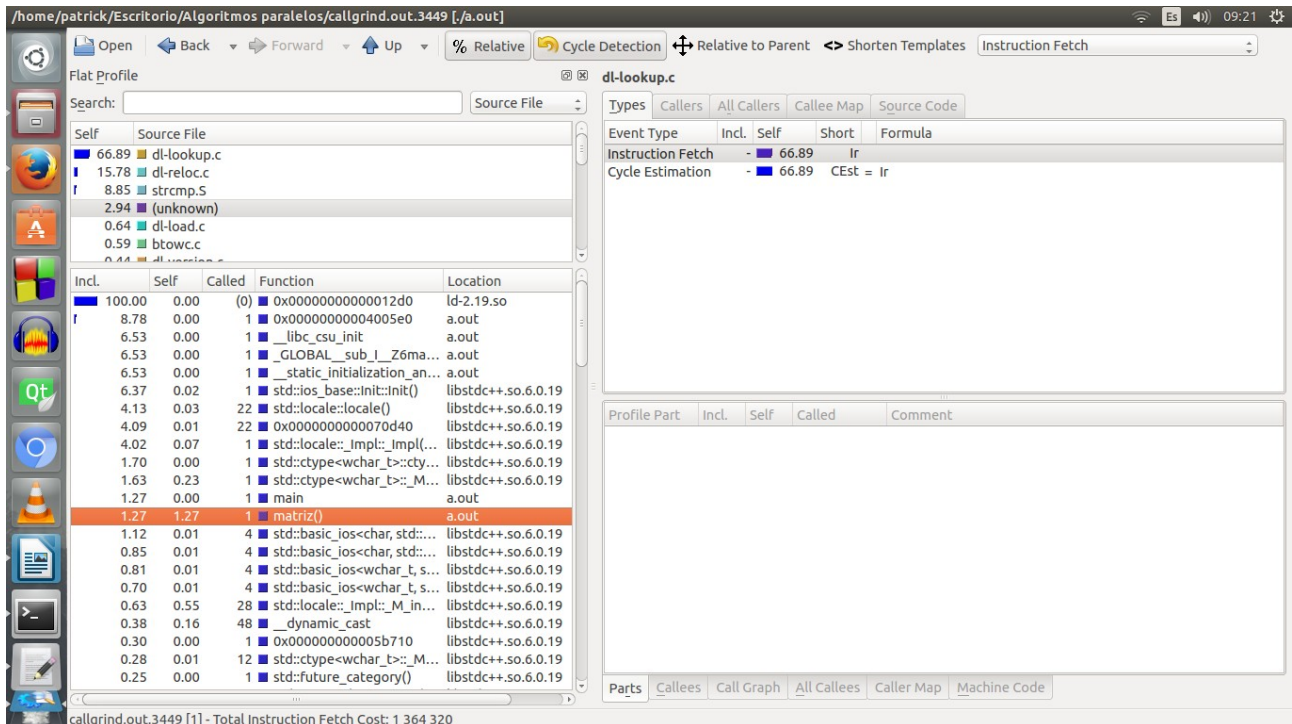 /home/patrick/Escritorio/Algoritmos paralelos/callgrind.out.3449 [./a.out] Es 09:21
Open Back Forward Up % Relative Cycle Detection Relative to Parent <> Shorten Templates Instruction Fetch
Flat Profile
Search: Source File
Self Source File
66.89 dl-lookup.c
15.78 dl-reloc.c
8.85 strcmp.S
2.94 (unknown)
0.64 dl-load.c
0.59 btowc.c
0.44 dl-version.c
Incl. Self Called Function Location
100.00 0.00 (0) 0x00000000000012d0 ld-2.19.so
8.78 0.00 1 0x00000000004005e0 a.out
6.53 0.00 1 __libc_csu_init a.out
6.53 0.00 1 _GLOBAL__sub_I__Z6ma... a.out
6.53 0.00 1 __static_initialization_an... a.out
6.37 0.02 1 std::ios_base::Init::Init() libstdc++.so.6.0.19
4.13 0.03 22 std::locale::locale() libstdc++.so.6.0.19
4.09 0.01 22 0x0000000000070d40 libstdc++.so.6.0.19
4.02 0.07 1 std::locale::_Impl::_Impl(... libstdc++.so.6.0.19
1.70 0.00 1 std::ctype<wchar_t>::cty... libstdc++.so.6.0.19
1.63 0.23 1 std::ctype<wchar_t>::_M... libstdc++.so.6.0.19
1.27 0.00 1 main a.out
1.27 1.27 1 matriz() a.out
1.12 0.01 4 std::basic_ios<char, std::... libstdc++.so.6.0.19
0.85 0.01 4 std::basic_ios<char, std::... libstdc++.so.6.0.19
0.81 0.01 4 std::basic_ios<wchar_t, s... libstdc++.so.6.0.19
0.70 0.01 4 std::basic_ios<wchar_t, s... libstdc++.so.6.0.19
0.63 0.55 28 std::locale::_Impl::_M_in... libstdc++.so.6.0.19
0.38 0.16 48 __dynamic_cast libstdc++.so.6.0.19
0.30 0.00 1 0x000000000005b710 libstdc++.so.6.0.19
0.28 0.01 12 std::ctype<wchar_t>::_M... libstdc++.so.6.0.19
0.25 0.00 1 std::future_category() libstdc++.so.6.0.19
dl-lookup.c
Types Callers All Callers Callee Map Source Code
Event Type Incl. Self Short Formula
Instruction Fetch - 66.89 Ir
Cycle Estimation - 66.89 CEst = Ir
Profile Part Incl. Self Called Comment
Parts Callees Call Graph All Callees Caller Map Machine Code
callgrind.out.3449 [1] - Total Instruction Fetch Cost: 1 364 320
Qt